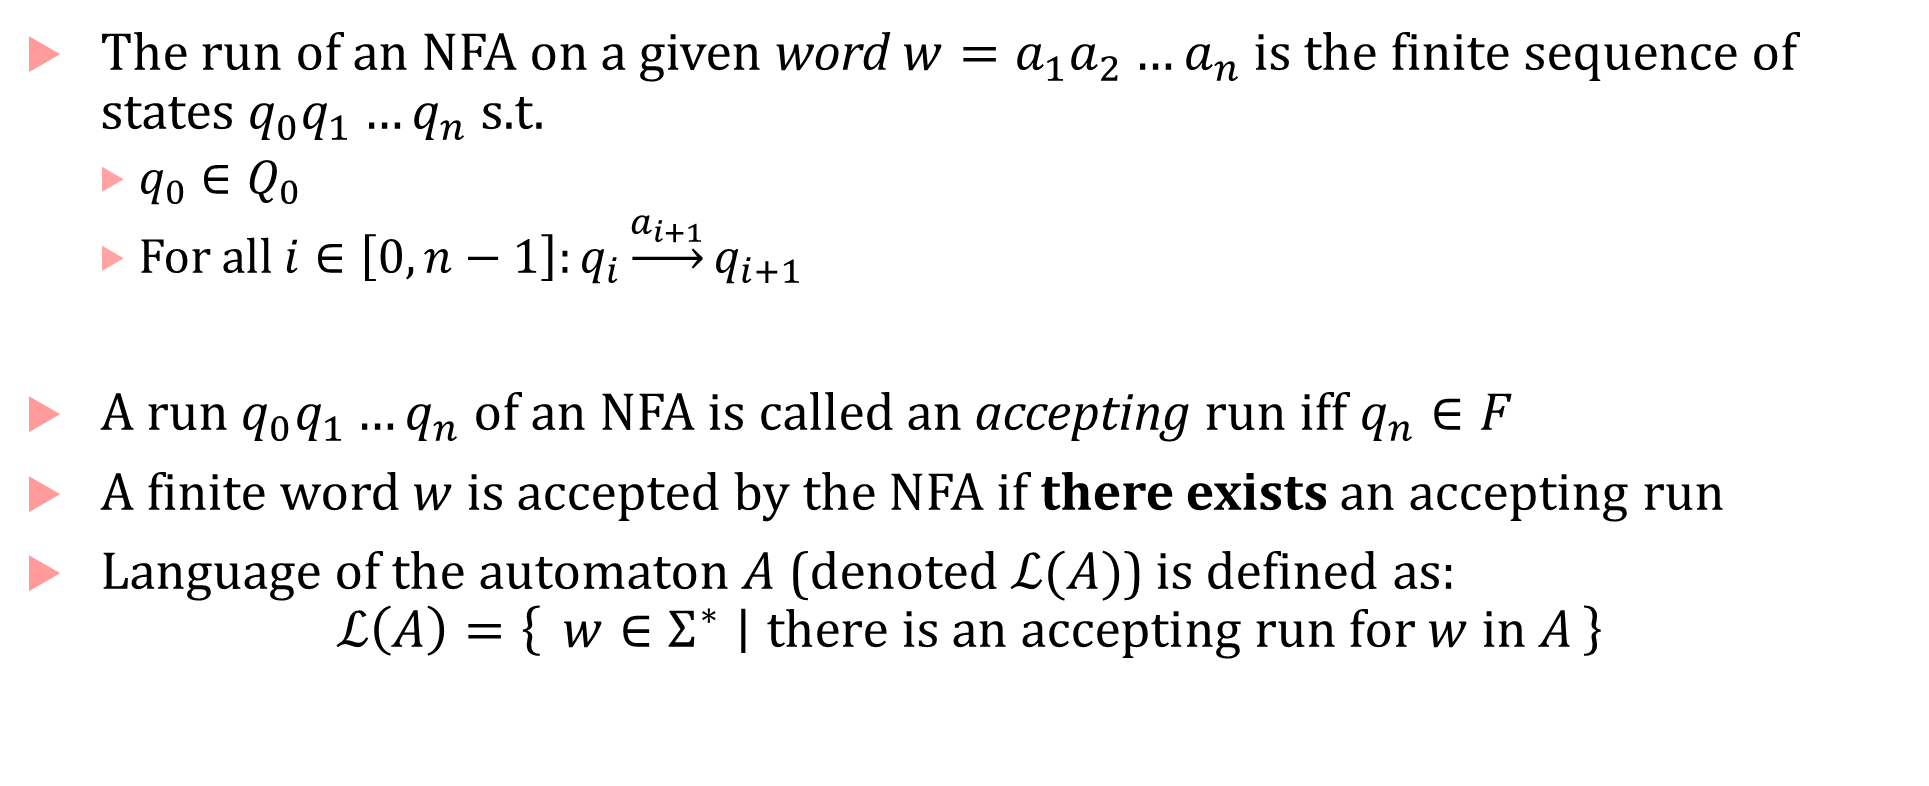 The run of an NFA on a given word w = a₁a₂ … aₙ is the finite sequence of
states q₀q₁ … qₙ s.t.
q₀ ∈ Q₀
For all i ∈ [0, n − 1]: qᵢ \xrightarrow{aᵢ₊₁} qᵢ₊₁
A run q₀q₁ … qₙ of an NFA is called an accepting run iff qₙ ∈ F
A finite word w is accepted by the NFA if there exists an accepting run
Language of the automaton A (denoted ℒ(A)) is defined as:
ℒ(A) = { w ∈ Σ* | there is an accepting run for w in A }